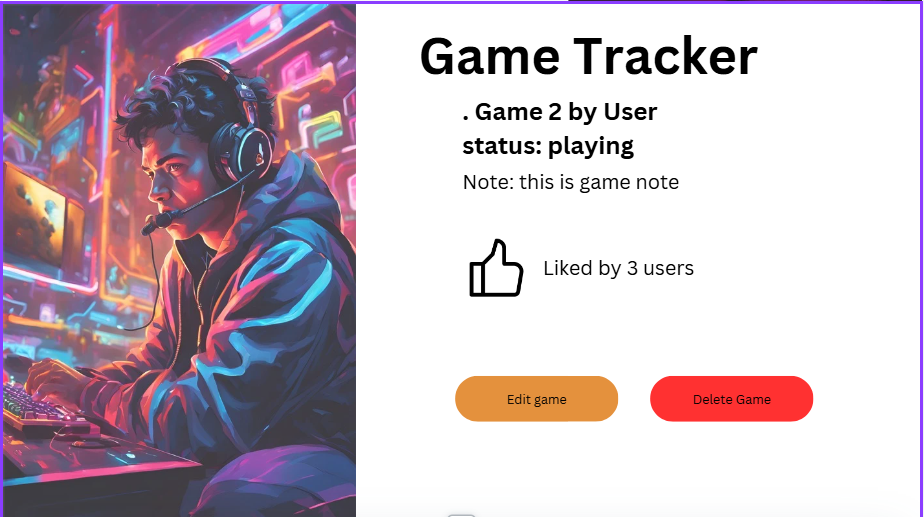 Game Tracker
. Game 2 by User
status: playing
Note: this is game note
Liked by 3 users
Edit game
Delete Game